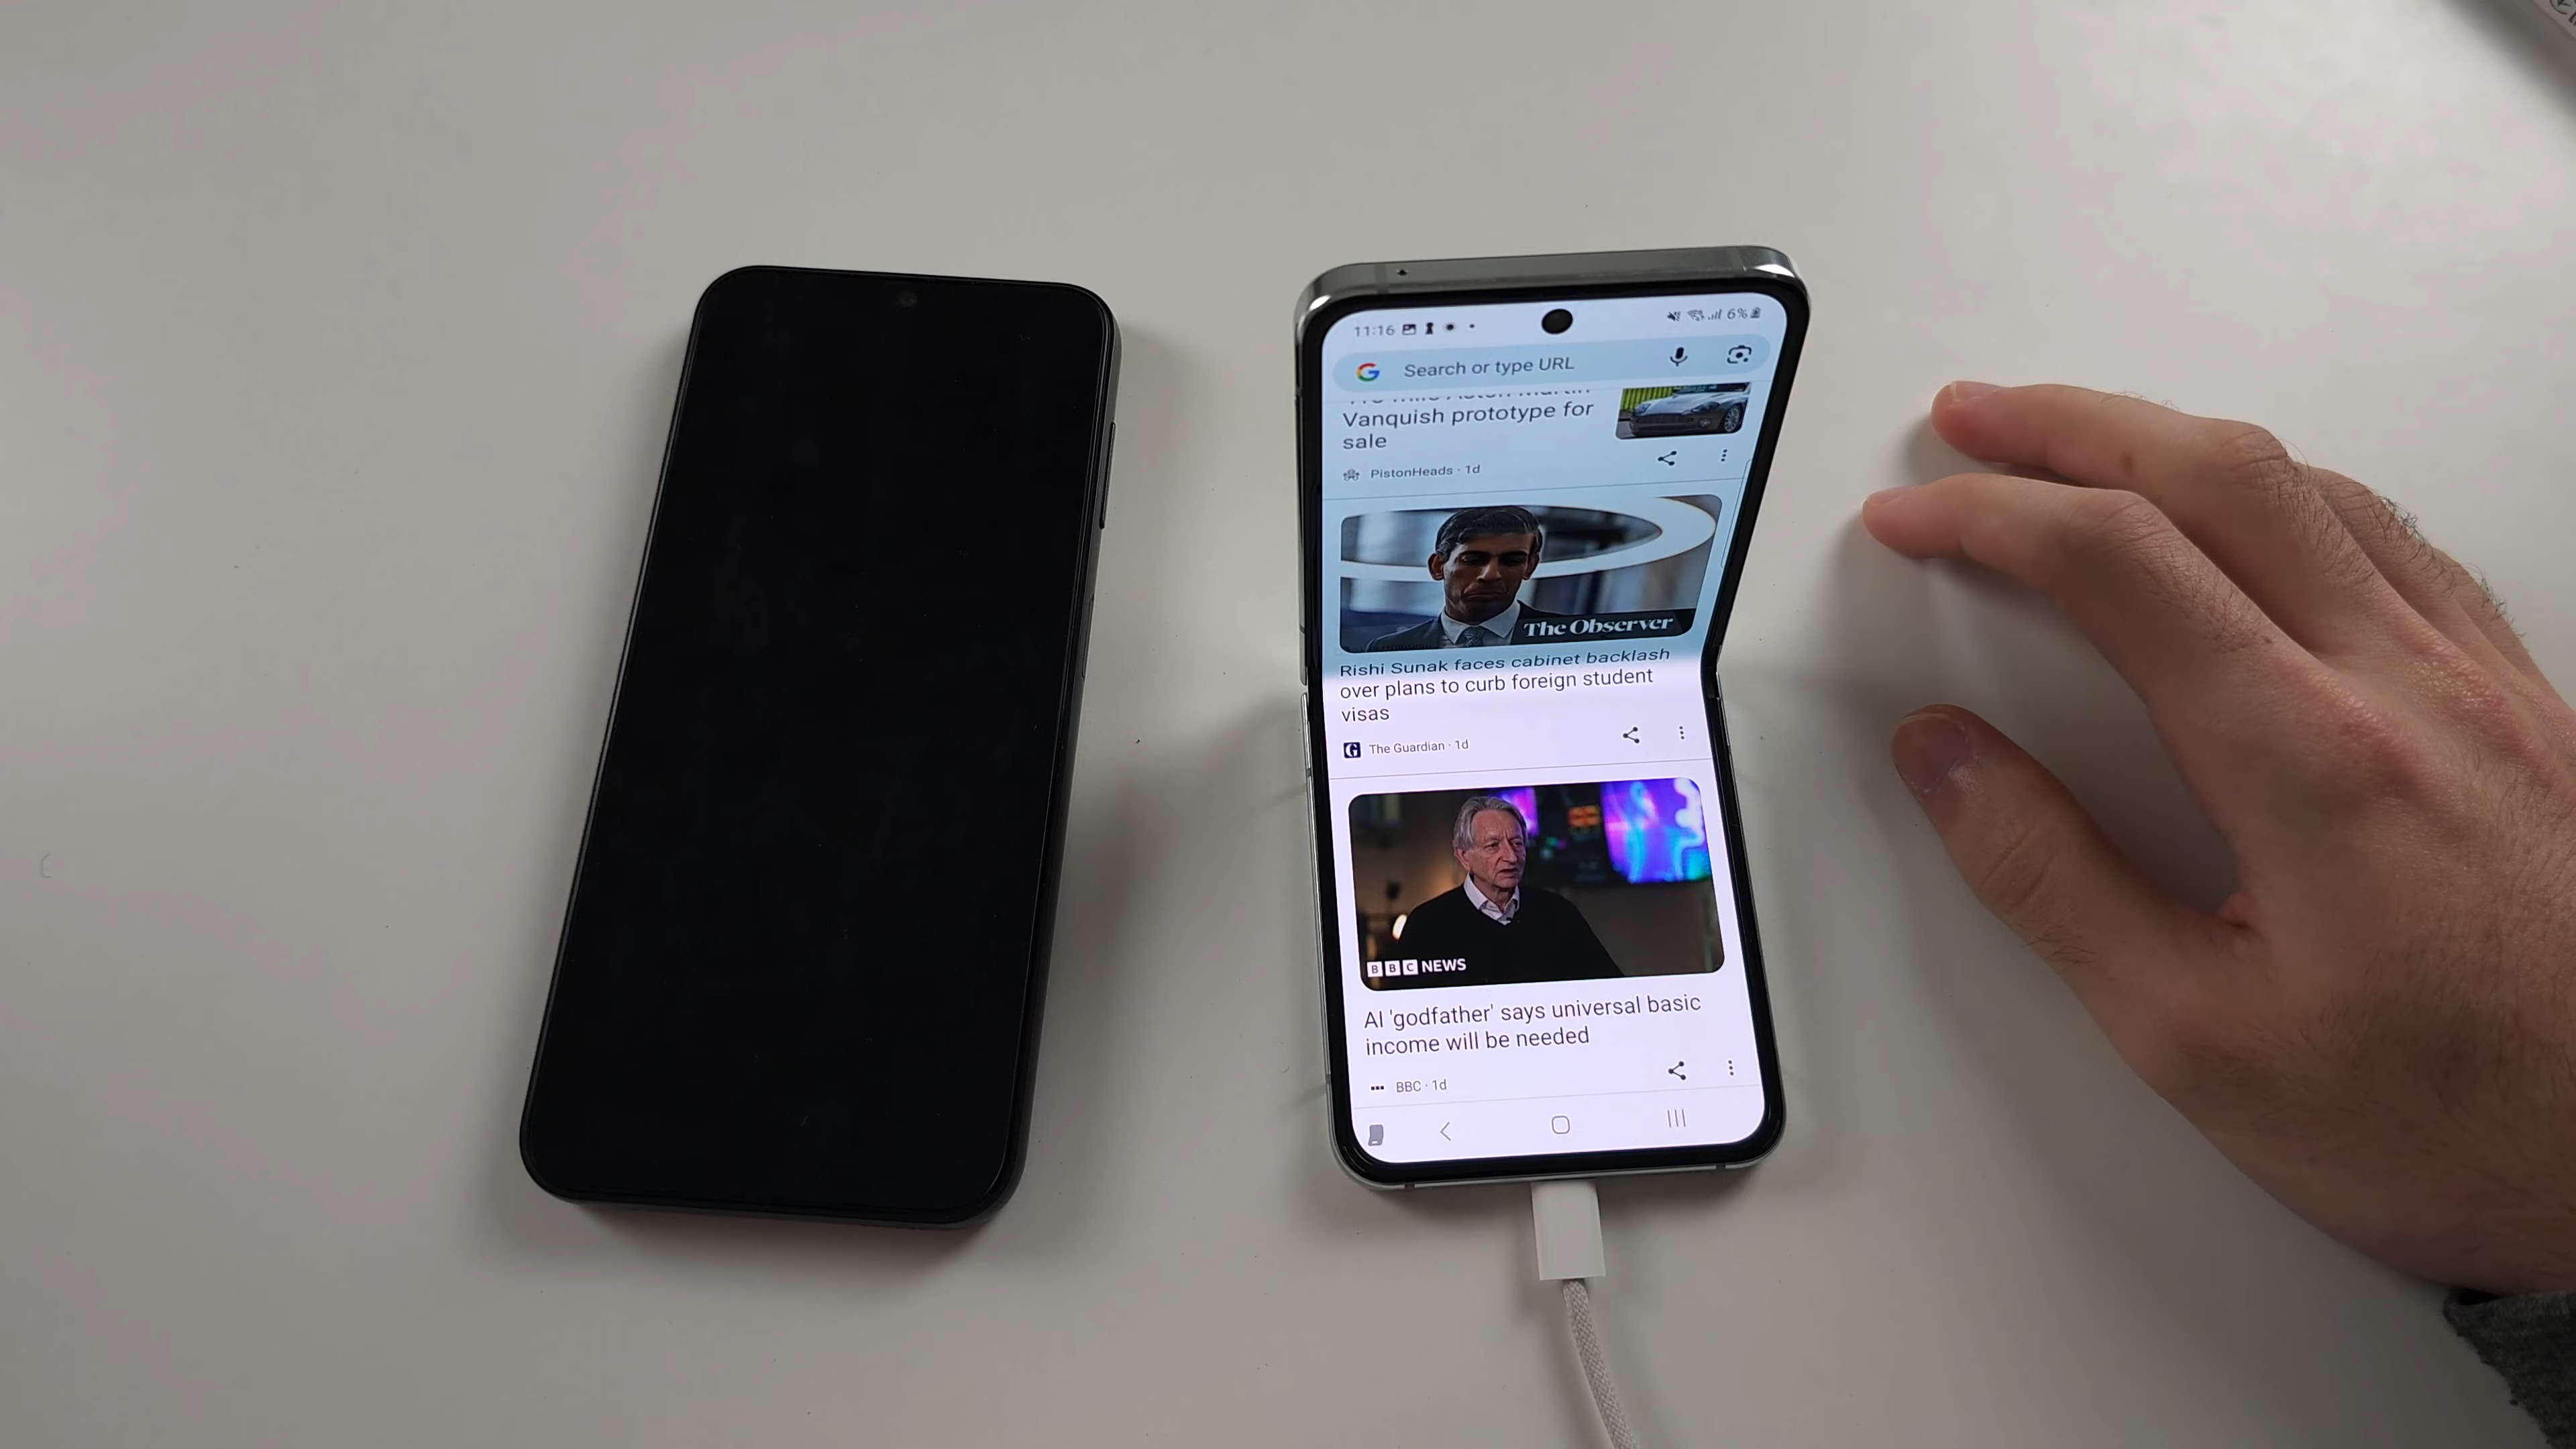 11:16
6%
Search or type URL
Vanquish prototype for
sale
PistonHeads · 1d
The Observer
Rishi Sunak faces cabinet backlash
over plans to curb foreign student
visas
The Guardian · 1d
BBC NEWS
AI 'godfather' says universal basic
income will be needed
BBC · 1d